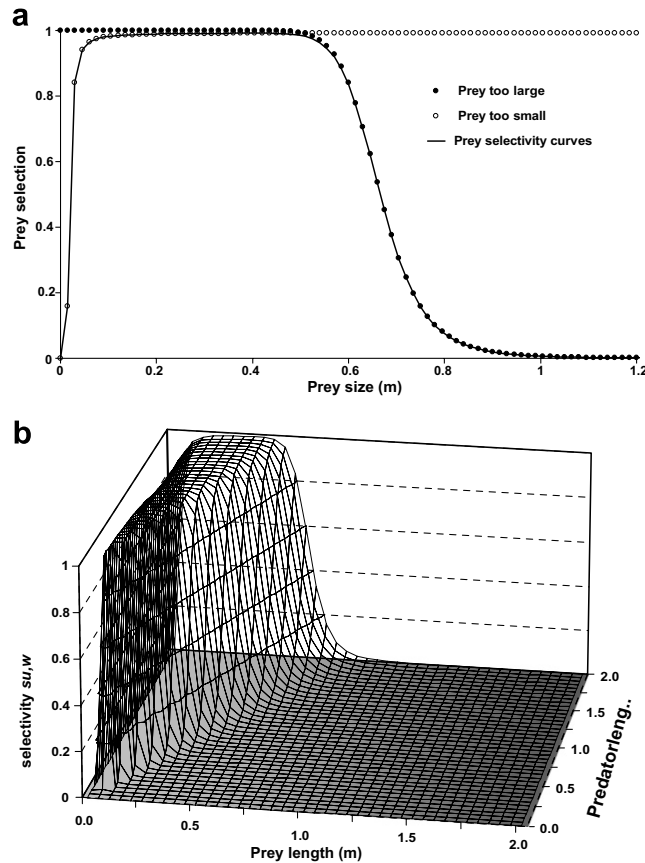 a
1
0.8
0.6
0.4
0.2
0
Prey selection
Prey too large
Prey too small
Prey selectivity curves
0 0.2 0.4 0.6 0.8 1 1.2
Prey size (m)
b
1
0.8
0.6
0.4
0.2
0
selectivity su,w
0.0 0.5 1.0 1.5 2.0
Prey length (m)
2.0
1.5
1.0
0.5
0.0
Predatorleng..